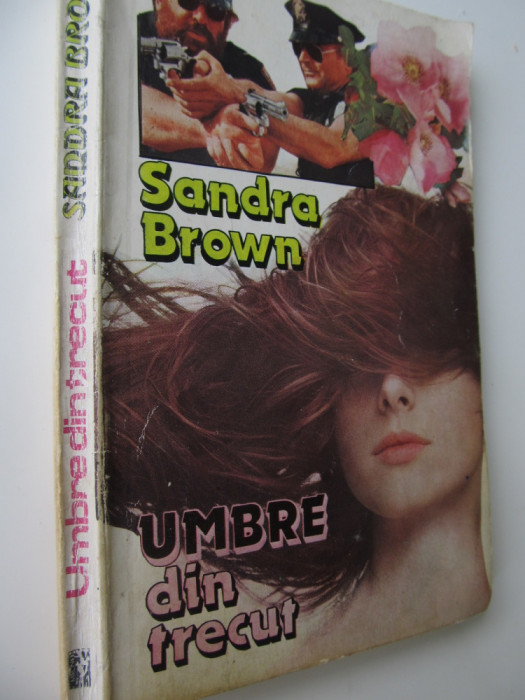 Sandra
Brown
UMBRE
din
trecut
Umbre din trecut SANDRA BRO